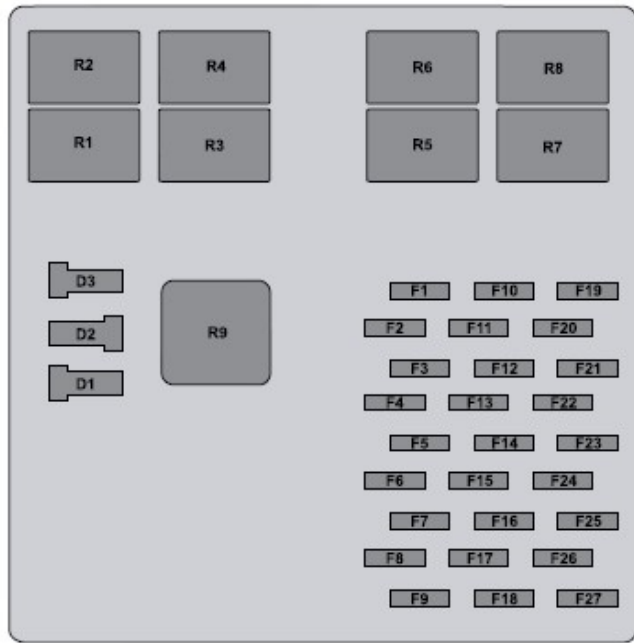 R2 R4 R6 R8
R1 R3 R5 R7
D3
F1 F10 F19
D2 R9 F2 F11 F20
F3 F12 F21
D1
F4 F13 F22
F5 F14 F23
F6 F15 F24
F7 F16 F25
F8 F17 F26
F9 F18 F27